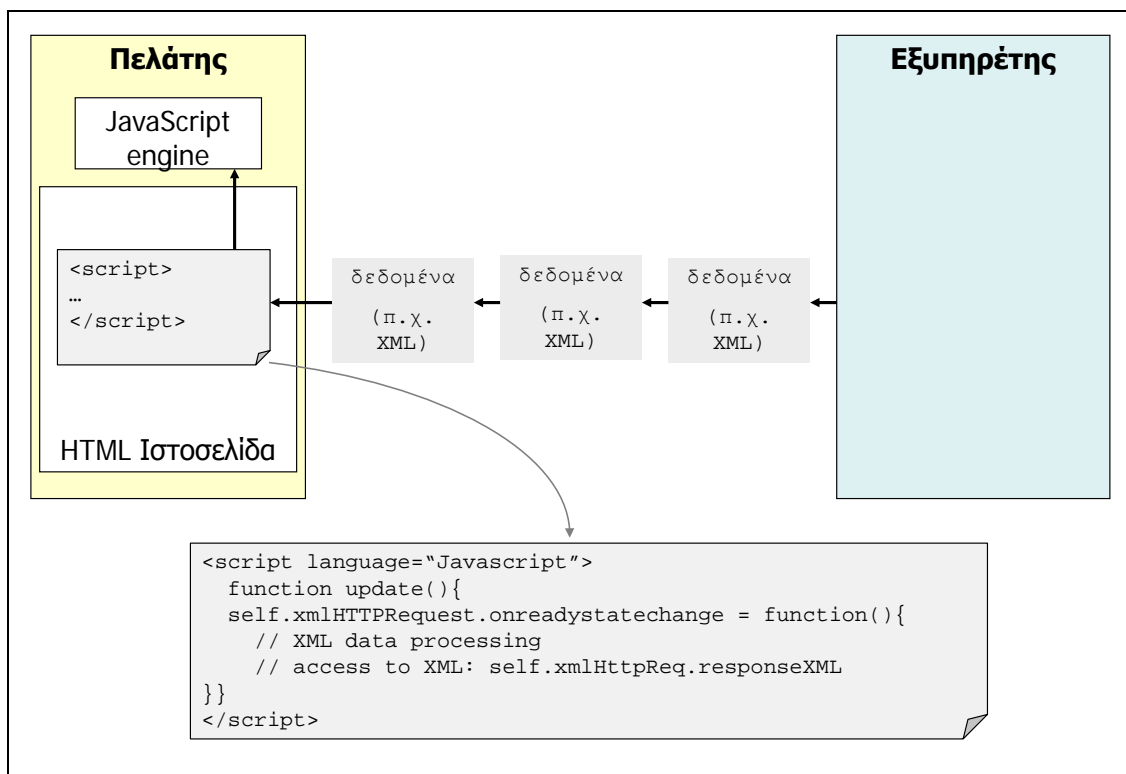 Πελάτης
Εξυπηρέτης
JavaScript
engine
<script>
…
</script>
HTML Ιστοσελίδα
δεδομένα
(π.χ.
XML)
δεδομένα
(π.χ.
XML)
δεδομένα
(π.χ.
XML)
<script language=“Javascript”>
function update(){
self.xmlHTTPRequest.onreadystatechange = function(){
// XML data processing
// access to XML: self.xmlHttpReq.responseXML
}}
</script>